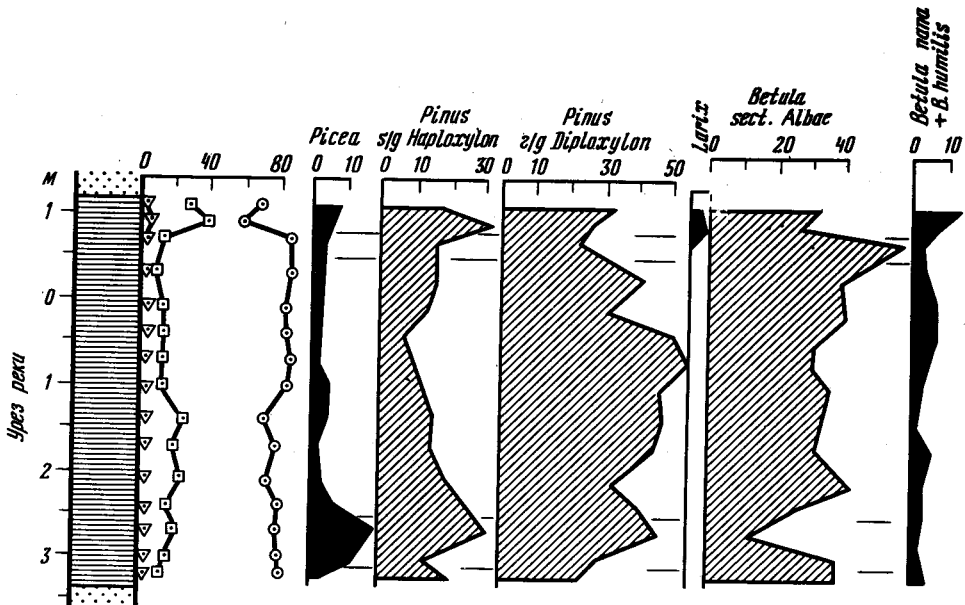 Betula nana
+ B. humilis
Pinus
Pinus
Betula
sect. Albae
Picea
s/g Haploxylon
s/g Diploxylon
Larix
0 40 80
0 10
0 10 30
0 10 30 50
0 20 40
0 10
м
1
0
1
2
3
Урез реки